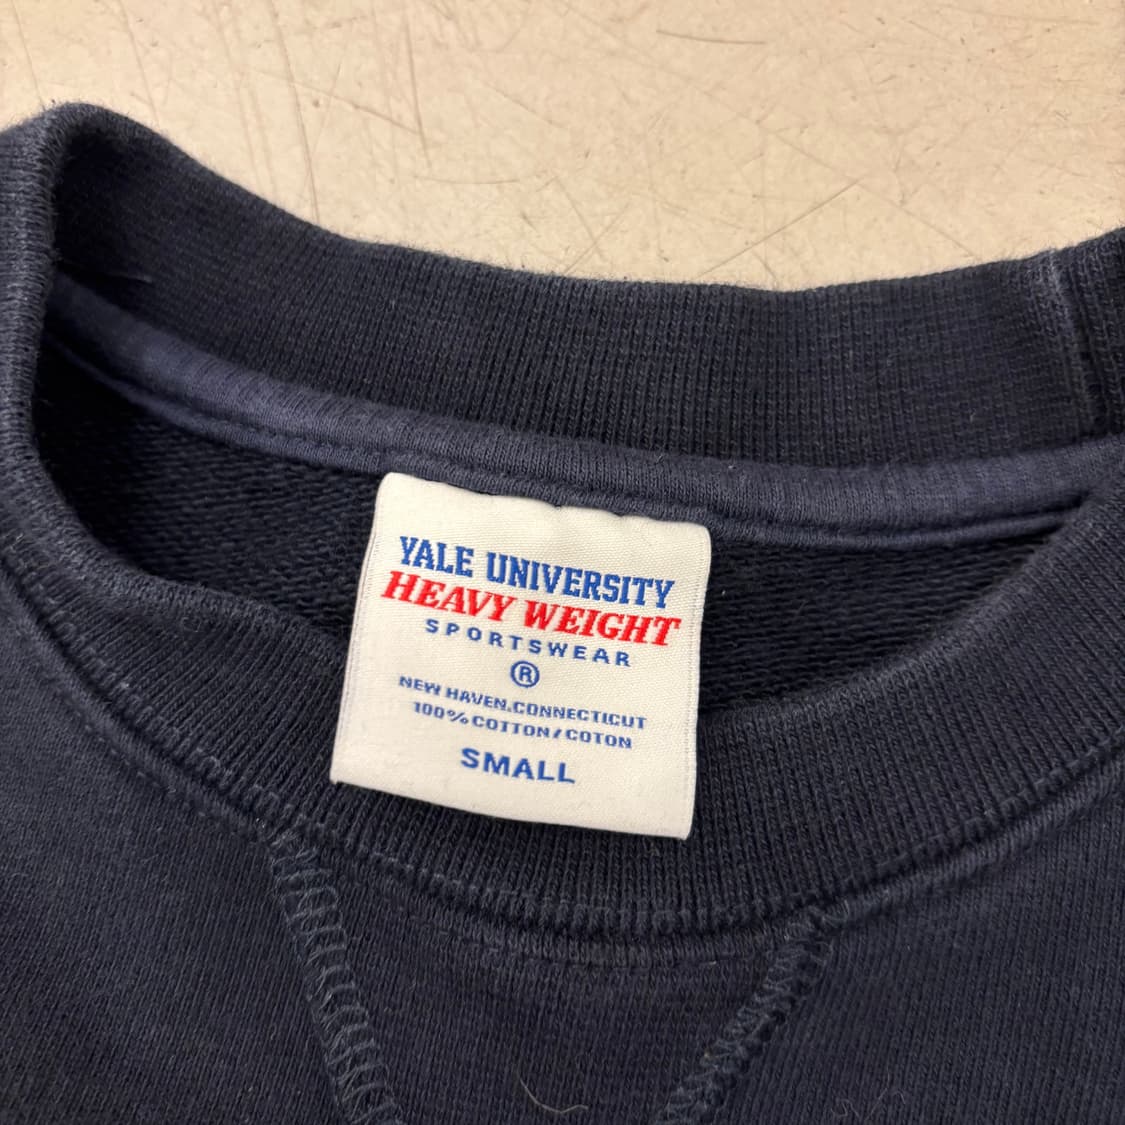 YALE UNIVERSITY
HEAVY WEIGHT
SPORTSWEAR
®
NEW HAVEN.CONNECTICUT
100% COTTON/COTON
SMALL